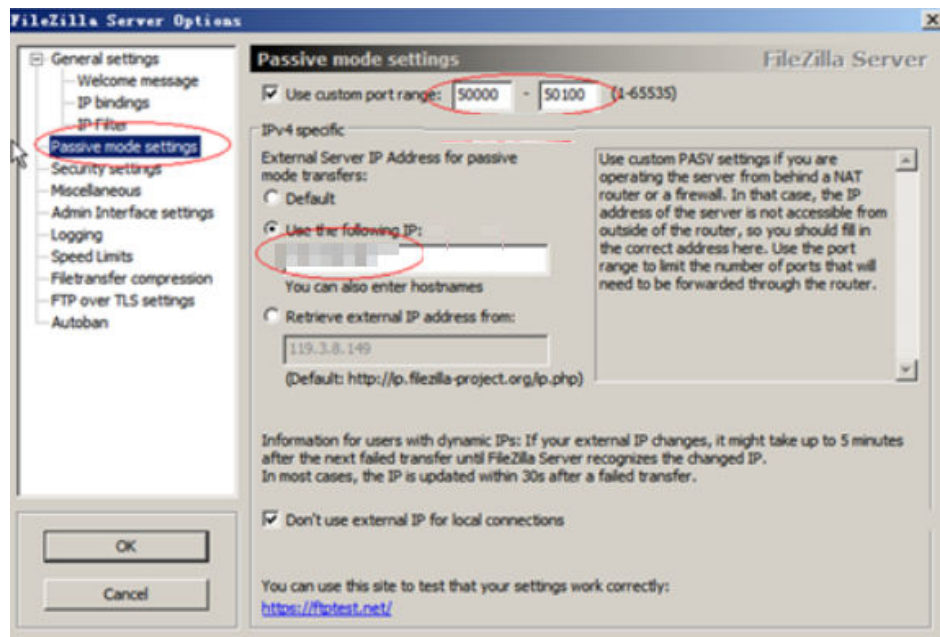 FileZilla Server Options
General settings
Welcome message
IP bindings
IP Filter
Passive mode settings
Security settings
Miscellaneous
Admin Interface settings
Logging
Speed Limits
Filetransfer compression
FTP over TLS settings
Autoban
OK
Cancel
Passive mode settings
FileZilla Server
Use custom port range: 50000 - 50100 (1-65535)
IPv4 specific
External Server IP Address for passive
mode transfers:
Default
Use the following IP:
You can also enter hostnames
Retrieve external IP address from:
119.3.8.149
(Default: http://ip.filezilla-project.org/ip.php)
Use custom PASV settings if you are
operating the server from behind a NAT
router or a firewall. In that case, the IP
address of the server is not accessible from
outside of the router, so you should fill in
the correct address here. Use the port
range to limit the number of ports that will
need to be forwarded through the router.
Information for users with dynamic IPs: If your external IP changes, it might take up to 5 minutes
after the next failed transfer until FileZilla Server recognizes the changed IP.
In most cases, the IP is updated within 30s after a failed transfer.
Don't use external IP for local connections
You can use this site to test that your settings work correctly:
https://ftptest.net/